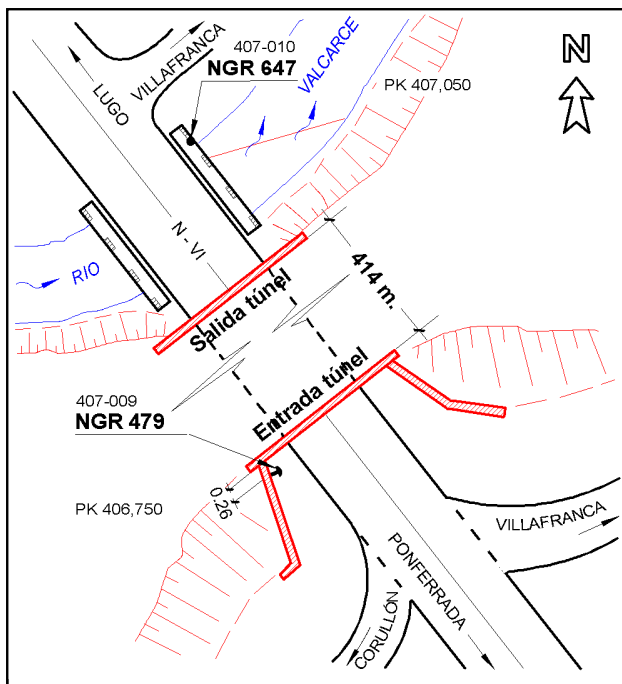 LUGO
VILLAFRANCA
407-010
NGR 647
VALCARCE
PK 407,050
N
N - VI
RIO
Salida túnel
414 m.
Entrada túnel
407-009
NGR 479
0.26
PK 406,750
VILLAFRANCA
PONFERRADA
CORULLÓN